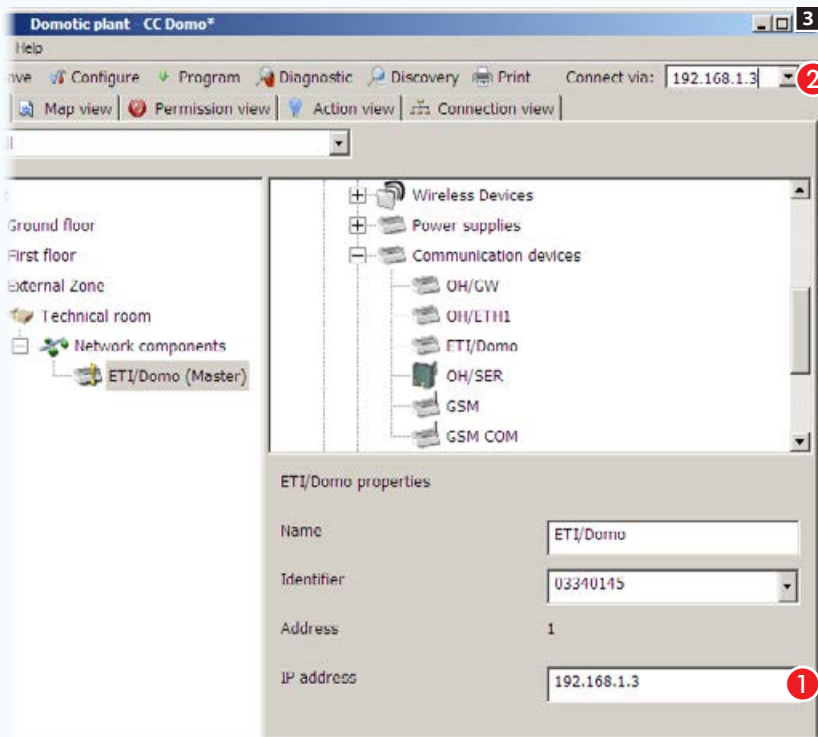 Domotic plant - CC Domo* 3
Help
ave Configure Program Diagnostic Discovery Print Connect via: 192.168.1.3 2
Map view Permission view Action view Connection view
Ground floor
First floor
External Zone
Technical room
Network components
ETI/Domo (Master)
Wireless Devices
Power supplies
Communication devices
OH/GW
OH/ETH1
ETI/Domo
OH/SER
GSM
GSM COM
ETI/Domo properties
Name ETI/Domo
Identifier 03340145
Address 1
IP address 192.168.1.3 1